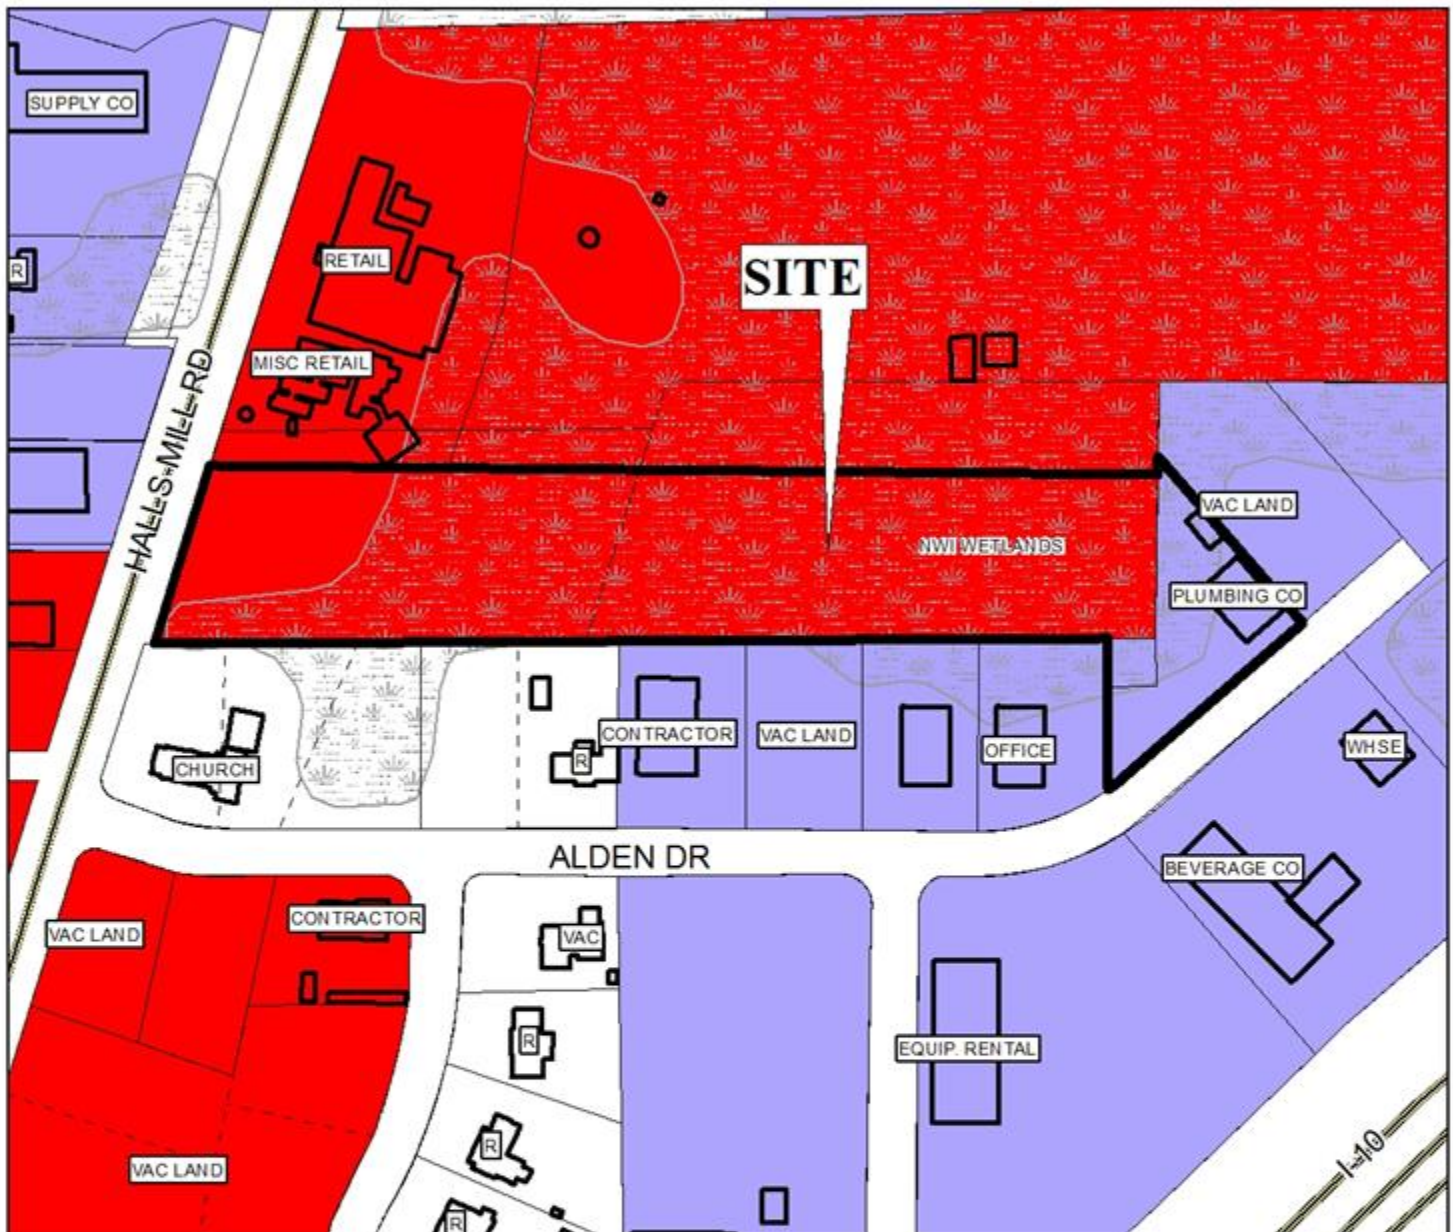 SUPPLY CO
R
RETAIL
SITE
MISC RETAIL
HALLS MILL RD
VAC LAND
NWI WETLANDS
PLUMBING CO
CONTRACTOR
VAC LAND
OFFICE
WHSE
CHURCH
R
ALDEN DR
BEVERAGE CO
VAC LAND
CONTRACTOR
VAC
R
EQUIP. RENTAL
R
VAC LAND
I-10
R